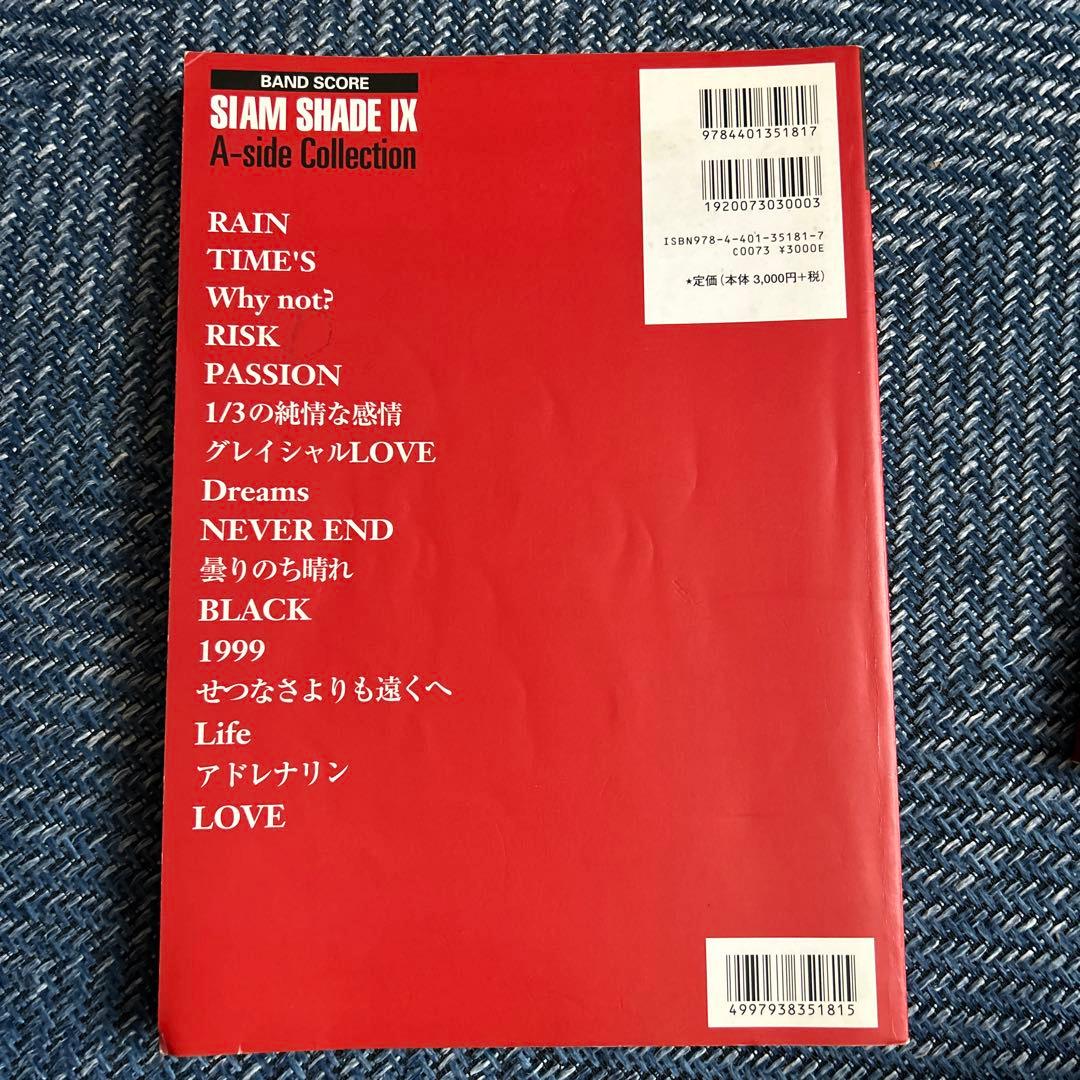 BAND SCORE
SIAM SHADE IX
A-side Collection
RAIN
TIME'S
Why not?
RISK
PASSION
1/3の純情な感情
グレイシャルLOVE
Dreams
NEVER END
曇りのち晴れ
BLACK
1999
せつなさよりも遠くへ
Life
アドレナリン
LOVE
9784401351817
1920073030003
ISBN978-4-401-35181-7
C0073 ¥3000E
★定価(本体 3,000円+税)
4997938351815